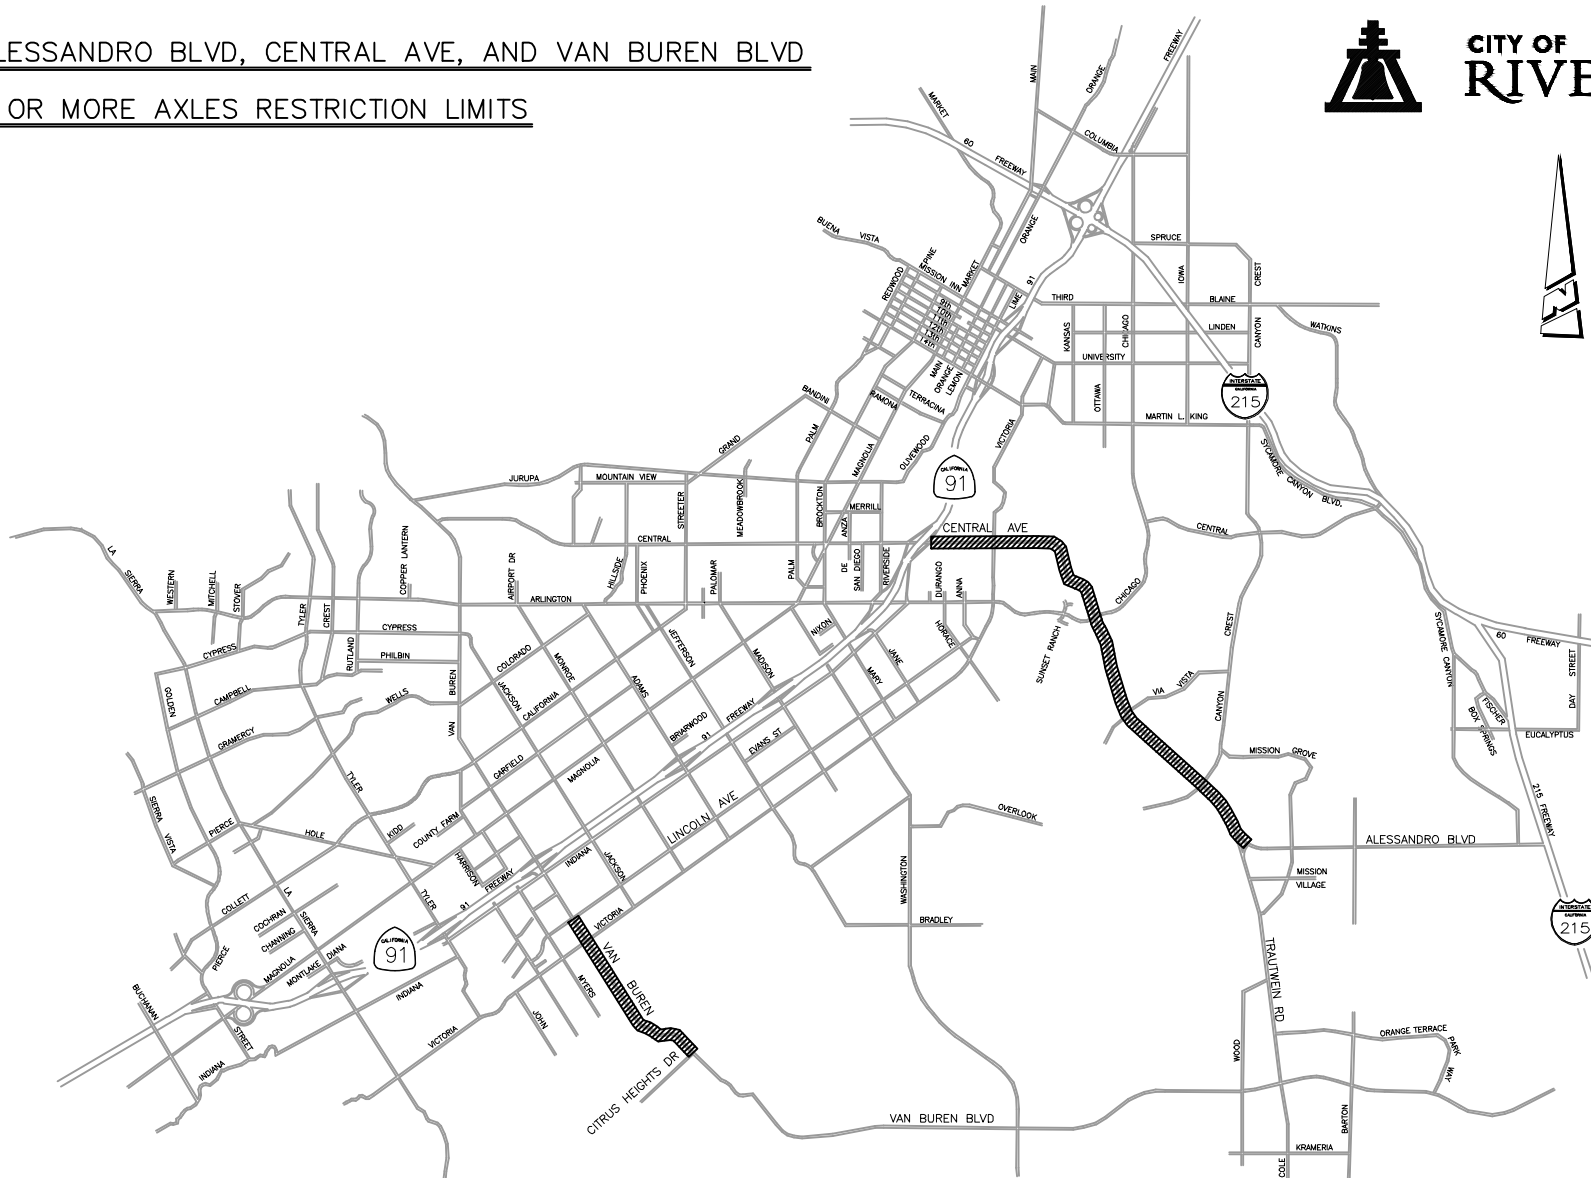 LESSANDRO BLVD, CENTRAL AVE, AND VAN BUREN BLVD
OR MORE AXLES RESTRICTION LIMITS
CITY OF
RIVE
MAIN
ORANGE
FREEWAY
MARKET
60
FREEWAY
COLUMBIA
BUENA
VISTA
ORANGE
SPRUCE
PINE
MISSION INN
MARKET
REDWOOD
LIME
91
IOWA
CREST
THIRD
BLAINE
9th
10th
11th
12th
13th
14th
KANSAS
CHICAGO
LINDEN
CANYON
WATKINS
UNIVERSITY
MAIN
ORANGE
LEMON
INTERSTATE
CALIFORNIA
215
BANDINI
RAMONA
TERRACINA
OTTAWA
MARTIN L. KING
GRAND
PALM
MAGNOLIA
OLIVEWOOD
VICTORIA
SYCAMORE
CANYON
BLVD.
JURUPA
MOUNTAIN VIEW
CALIFORNIA
91
STREETER
MEADOWBROOK
BROCKTON
MERRILL
ANZA
CENTRAL AVE
CENTRAL
CENTRAL
LA
SIERRA
COPPER LANTERN
WESTERN
MITCHELL
STOVER
AIRPORT DR
HILLSIDE
PHOENIX
PALOMAR
PALM
DE
SAN DIEGO
RIVERSIDE
DURANGO
ANNA
CHICAGO
ARLINGTON
TYLER
CREST
CYPRESS
CYPRESS
RUTLAND
PHILBIN
COLORADO
MONROE
JEFFERSON
NIXON
MADISON
JANE
MARY
HORACE
SUNSET RANCH
CREST
SYCAMORE CANYON
60
FREEWAY
DAY
STREET
GOLDEN
CAMPBELL
WELLS
BUREN
VAN
JACKSON
CALIFORNIA
ADAMS
BRIARWOOD
FREEWAY
91
EVANS ST
VIA
VISTA
CANYON
FISCHER
BOX SPRINGS
EUCALYPTUS
GRAMERCY
MISSION
GROVE
TYLER
GARFIELD
MAGNOLIA
SIERRA
VISTA
PIERCE
HOLE
KIDD
COUNTY FARM
LINCOLN
AVE
OVERLOOK
215
FREEWAY
ALESSANDRO BLVD
HARRISON
FREEWAY
91
INDIANA
JACKSON
WASHINGTON
MISSION
VILLAGE
COLLETT
LA
SIERRA
TYLER
COCHRAN
CHANNING
VICTORIA
BRADLEY
INTERSTATE
CALIFORNIA
215
PIERCE
MAGNOLIA
MONTLAKE
DIANA
CALIFORNIA
91
VAN
BUREN
MYERS
TRAUTWEIN RD
BUCHANAN
INDIANA
JOHN
STREET
VICTORIA
INDIANA
CITRUS HEIGHTS DR
WOOD
ORANGE TERRACE
PARK
WAY
VAN BUREN BLVD
BARTON
KRAMERIA
COLE